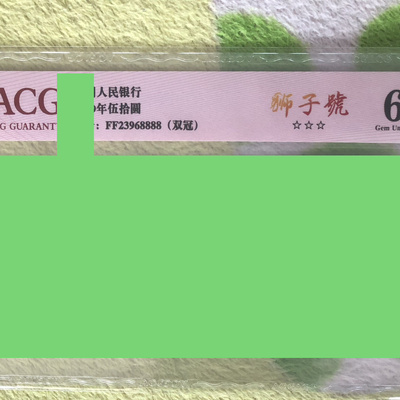 ACG
GUARANT
人民银行
年伍拾圆
: FF23968888（双冠）
狮子號
☆☆☆
6
Gem Un